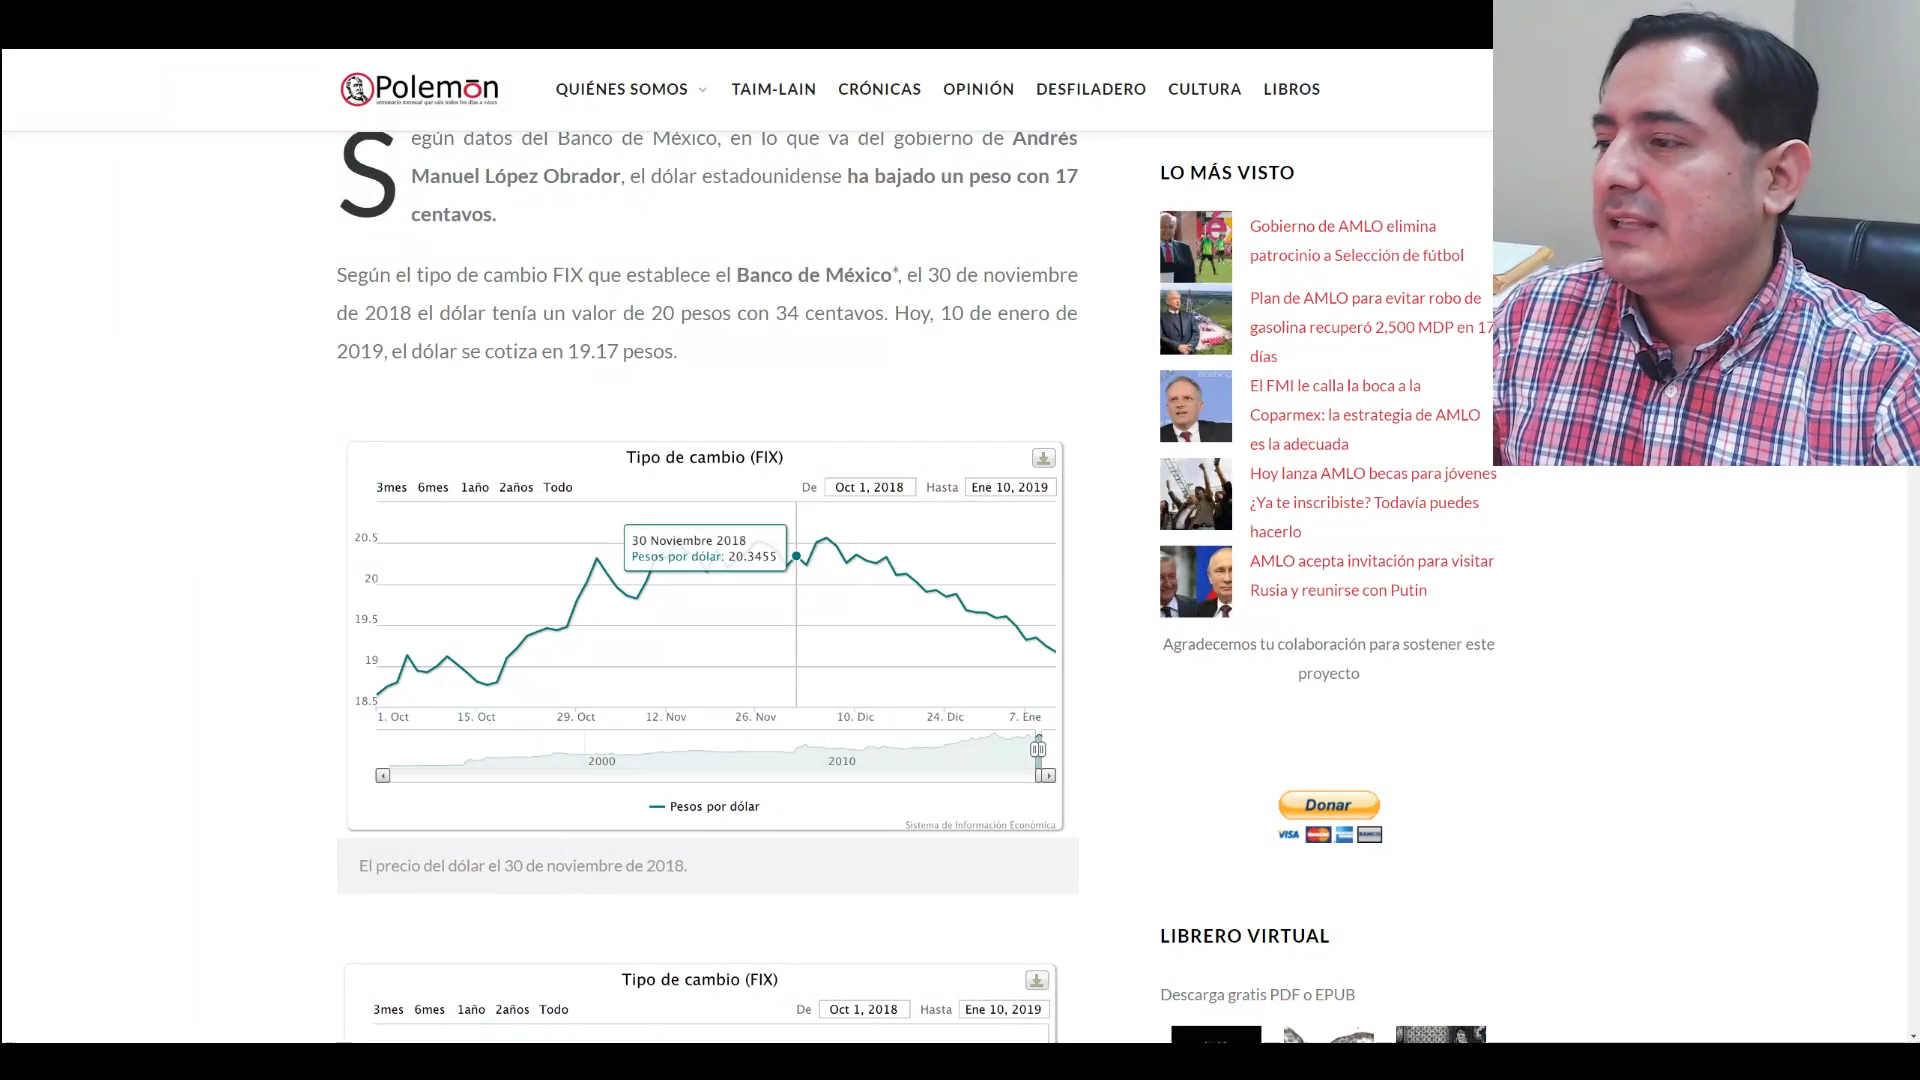 Polemōn
semanario mensual que sale todos los días a veces
QUIÉNES SOMOS
TAIM-LAIN
CRÓNICAS
OPINIÓN
DESFILADERO
CULTURA
LIBROS
Según datos del Banco de México, en lo que va del gobierno de Andrés
Manuel López Obrador, el dólar estadounidense ha bajado un peso con 17
centavos.
Según el tipo de cambio FIX que establece el Banco de México*, el 30 de noviembre
de 2018 el dólar tenía un valor de 20 pesos con 34 centavos. Hoy, 10 de enero de
2019, el dólar se cotiza en 19.17 pesos.
Tipo de cambio (FIX)
3mes 6mes 1año 2años Todo
De Oct 1, 2018 Hasta Ene 10, 2019
30 Noviembre 2018
Pesos por dólar: 20.3455
20.5
20
19.5
19
18.5
1. Oct 15. Oct 29. Oct 12. Nov 26. Nov 10. Dic 24. Dic 7. Ene
2000 2010
Pesos por dólar
Sistema de Información Económica
El precio del dólar el 30 de noviembre de 2018.
Tipo de cambio (FIX)
3mes 6mes 1año 2años Todo
De Oct 1, 2018 Hasta Ene 10, 2019
LO MÁS VISTO
Gobierno de AMLO elimina
patrocinio a Selección de fútbol
Plan de AMLO para evitar robo de
gasolina recuperó 2,500 MDP en 17
días
El FMI le calla la boca a la
Coparmex: la estrategia de AMLO
es la adecuada
Hoy lanza AMLO becas para jóvenes
¿Ya te inscribiste? Todavía puedes
hacerlo
AMLO acepta invitación para visitar
Rusia y reunirse con Putin
Agradecemos tu colaboración para sostener este
proyecto
Donar
VISA
LIBRERO VIRTUAL
Descarga gratis PDF o EPUB